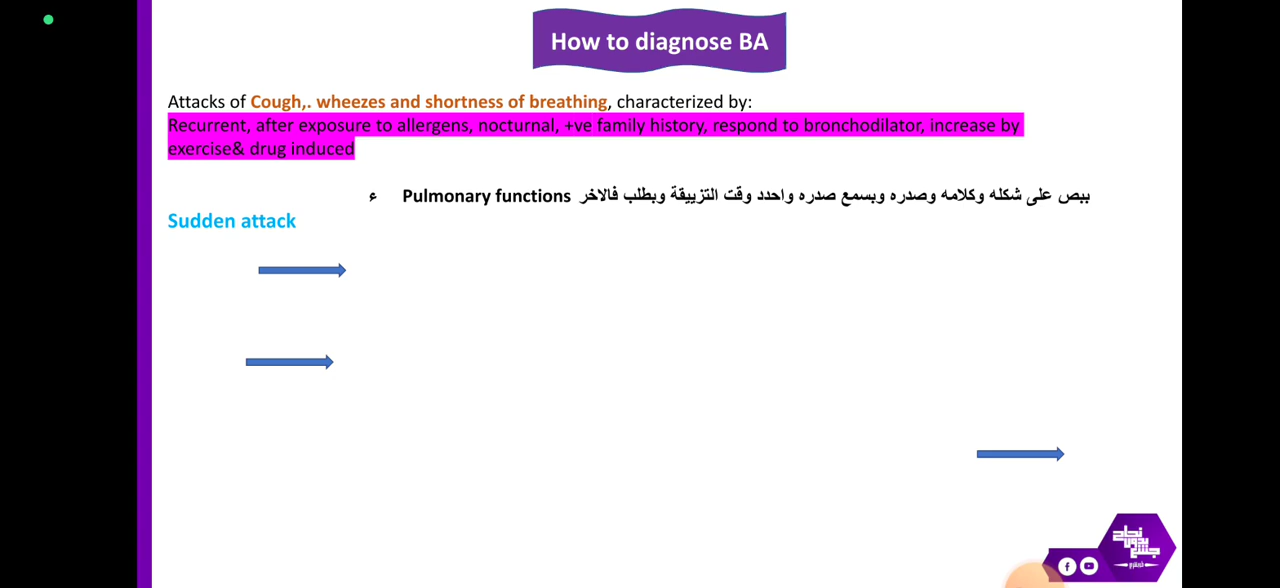 How to diagnose BA
Attacks of Cough,. wheezes and shortness of breathing, characterized by:
Recurrent, after exposure to allergens, nocturnal, +ve family history, respond to bronchodilator, increase by
exercise& drug induced
ببص على شكله وكلامه وصدره وبسمع صدره واحدد وقت التزييقة وبطلب فالاخر Pulmonary functions ء
Sudden attack